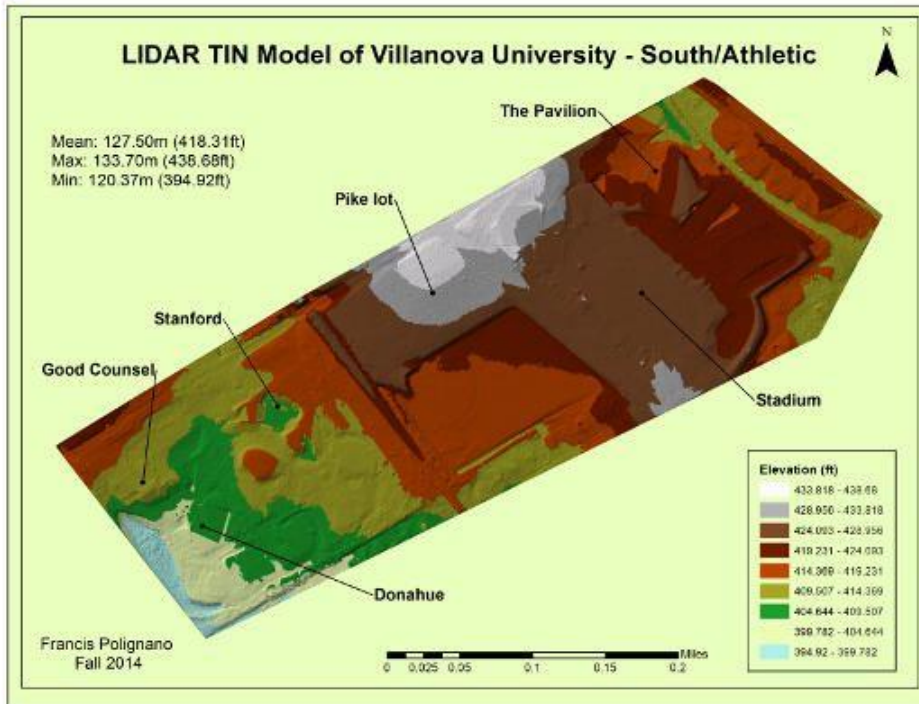 LIDAR TIN Model of Villanova University - South/Athletic
N
Mean: 127.50m (418.31ft)
Max: 133.70m (438.68ft)
Min: 120.37m (394.92ft)
The Pavilion
Pike lot
Stanford
Good Counsel
Stadium
Donahue
Elevation (ft)
433.818 - 438.68
428.956 - 433.818
424.093 - 428.956
419.231 - 424.093
414.369 - 419.231
409.507 - 414.369
404.644 - 409.507
399.782 - 404.644
394.92 - 399.782
Francis Polignano
Fall 2014
Miles
0 0.025 0.05 0.1 0.15 0.2